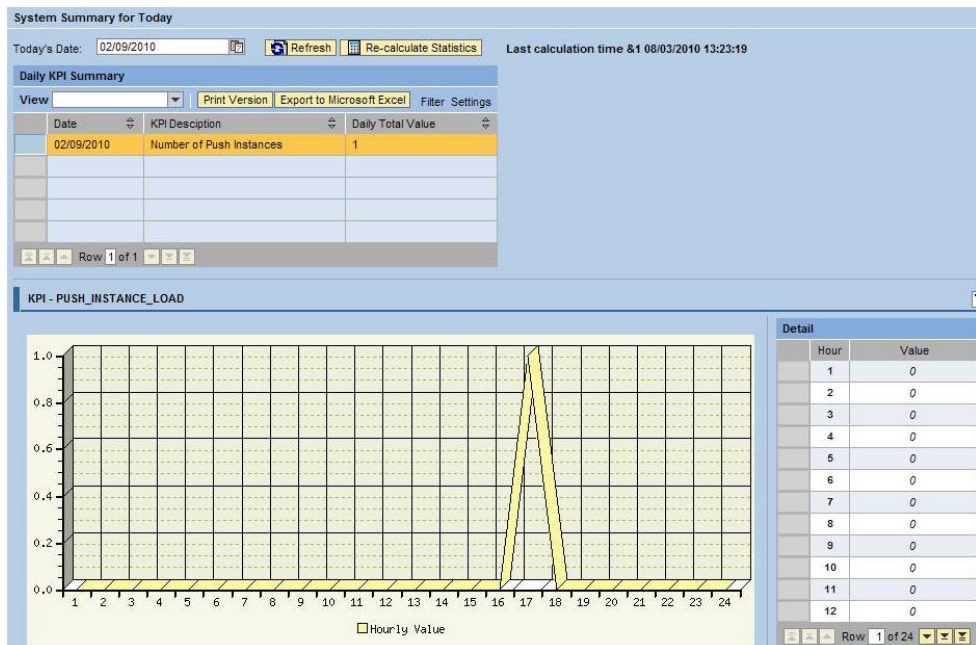 System Summary for Today
Today's Date: 02/09/2010 Refresh Re-calculate Statistics Last calculation time &1 08/03/2010 13:23:19
Daily KPI Summary
View Print Version Export to Microsoft Excel Filter Settings
Date KPI Desciption Daily Total Value
02/09/2010 Number of Push Instances 1
Row 1 of 1
KPI - PUSH_INSTANCE_LOAD
1.0
0.8
0.6
0.4
0.2
0.0
1 2 3 4 5 6 7 8 9 10 11 12 13 14 15 16 17 18 19 20 21 22 23 24
Hourly Value
Detail
Hour Value
1 0
2 0
3 0
4 0
5 0
6 0
7 0
8 0
9 0
10 0
11 0
12 0
Row 1 of 24